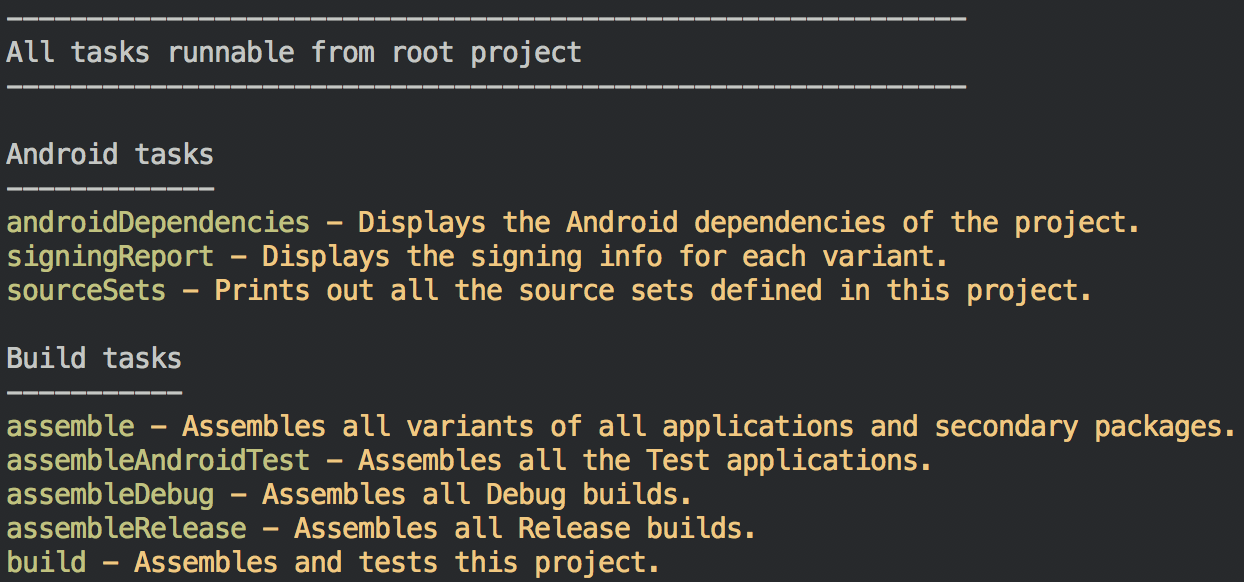 ------------------------------------------------------------
All tasks runnable from root project
------------------------------------------------------------
Android tasks
-------------
androidDependencies - Displays the Android dependencies of the project.
signingReport - Displays the signing info for each variant.
sourceSets - Prints out all the source sets defined in this project.
Build tasks
-----------
assemble - Assembles all variants of all applications and secondary packages.
assembleAndroidTest - Assembles all the Test applications.
assembleDebug - Assembles all Debug builds.
assembleRelease - Assembles all Release builds.
build - Assembles and tests this project.